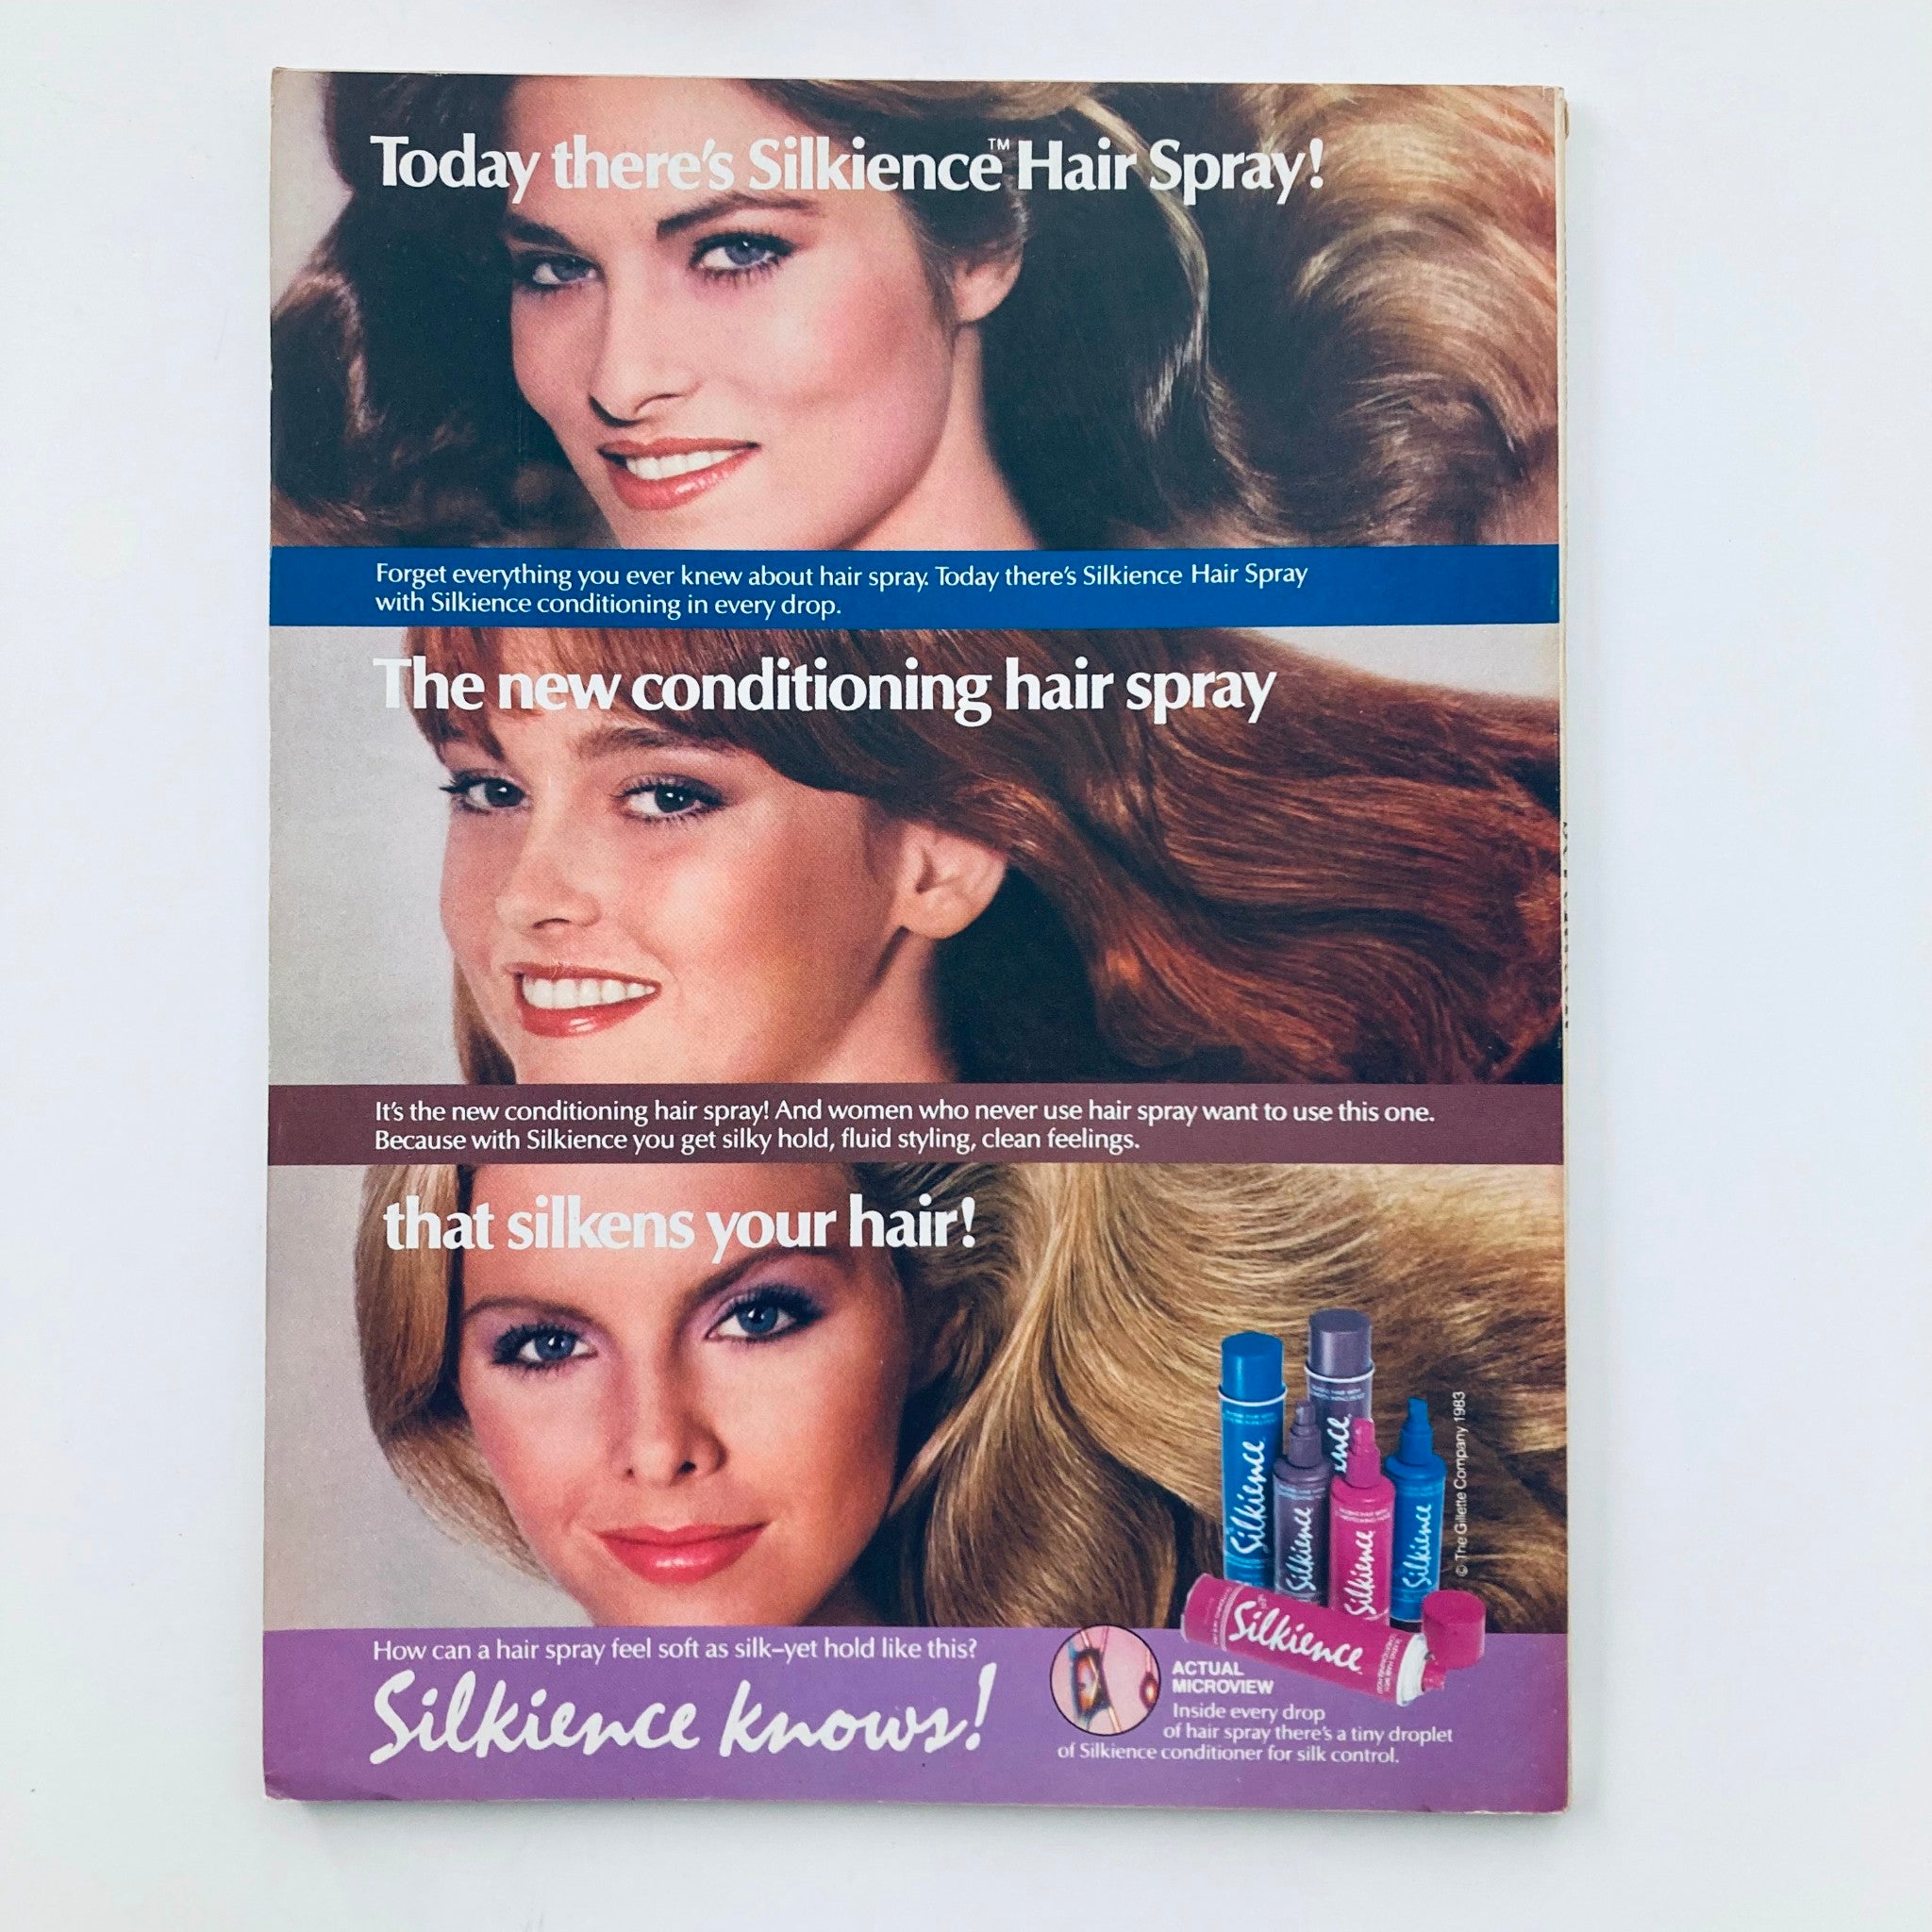 Today there's Silkience™ Hair Spray!
Forget everything you ever knew about hair spray. Today there's Silkience Hair Spray
with Silkience conditioning in every drop.
The new conditioning hair spray
It's the new conditioning hair spray! And women who never use hair spray want to use this one.
Because with Silkience you get silky hold, fluid styling, clean feelings.
that silkens your hair!
Silkience
Silkience
Silkience
Silkience
Silkience
© The Gillette Company 1983
How can a hair spray feel soft as silk–yet hold like this?
Silkience knows!
ACTUAL
MICROVIEW
Inside every drop
of hair spray there's a tiny droplet
of Silkience conditioner for silk control.